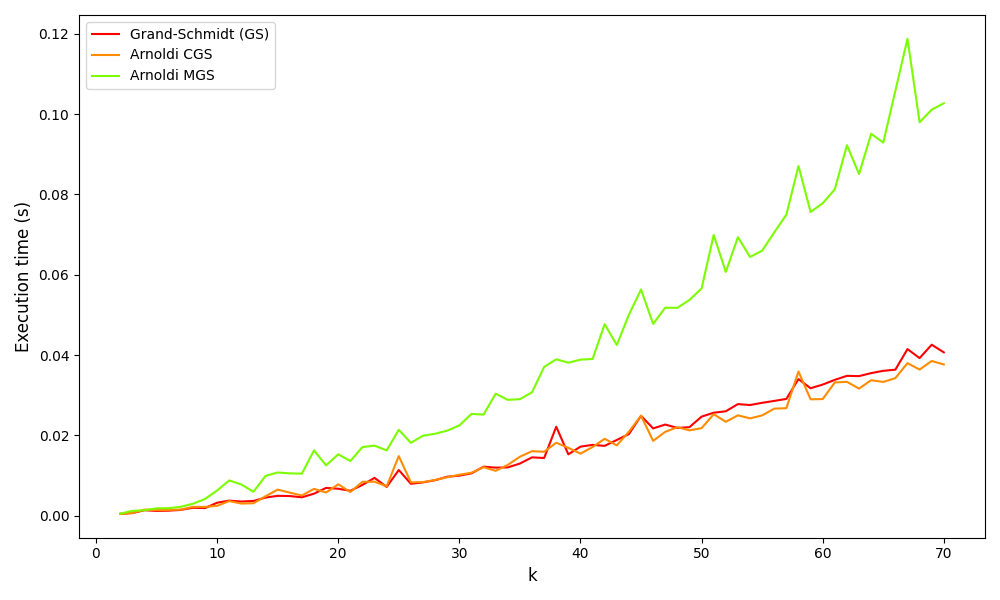 Grand-Schmidt (GS)
Arnoldi CGS
Arnoldi MGS
Execution time (s)
0.12
0.10
0.08
0.06
0.04
0.02
0.00
0 10 20 30 40 50 60 70
k